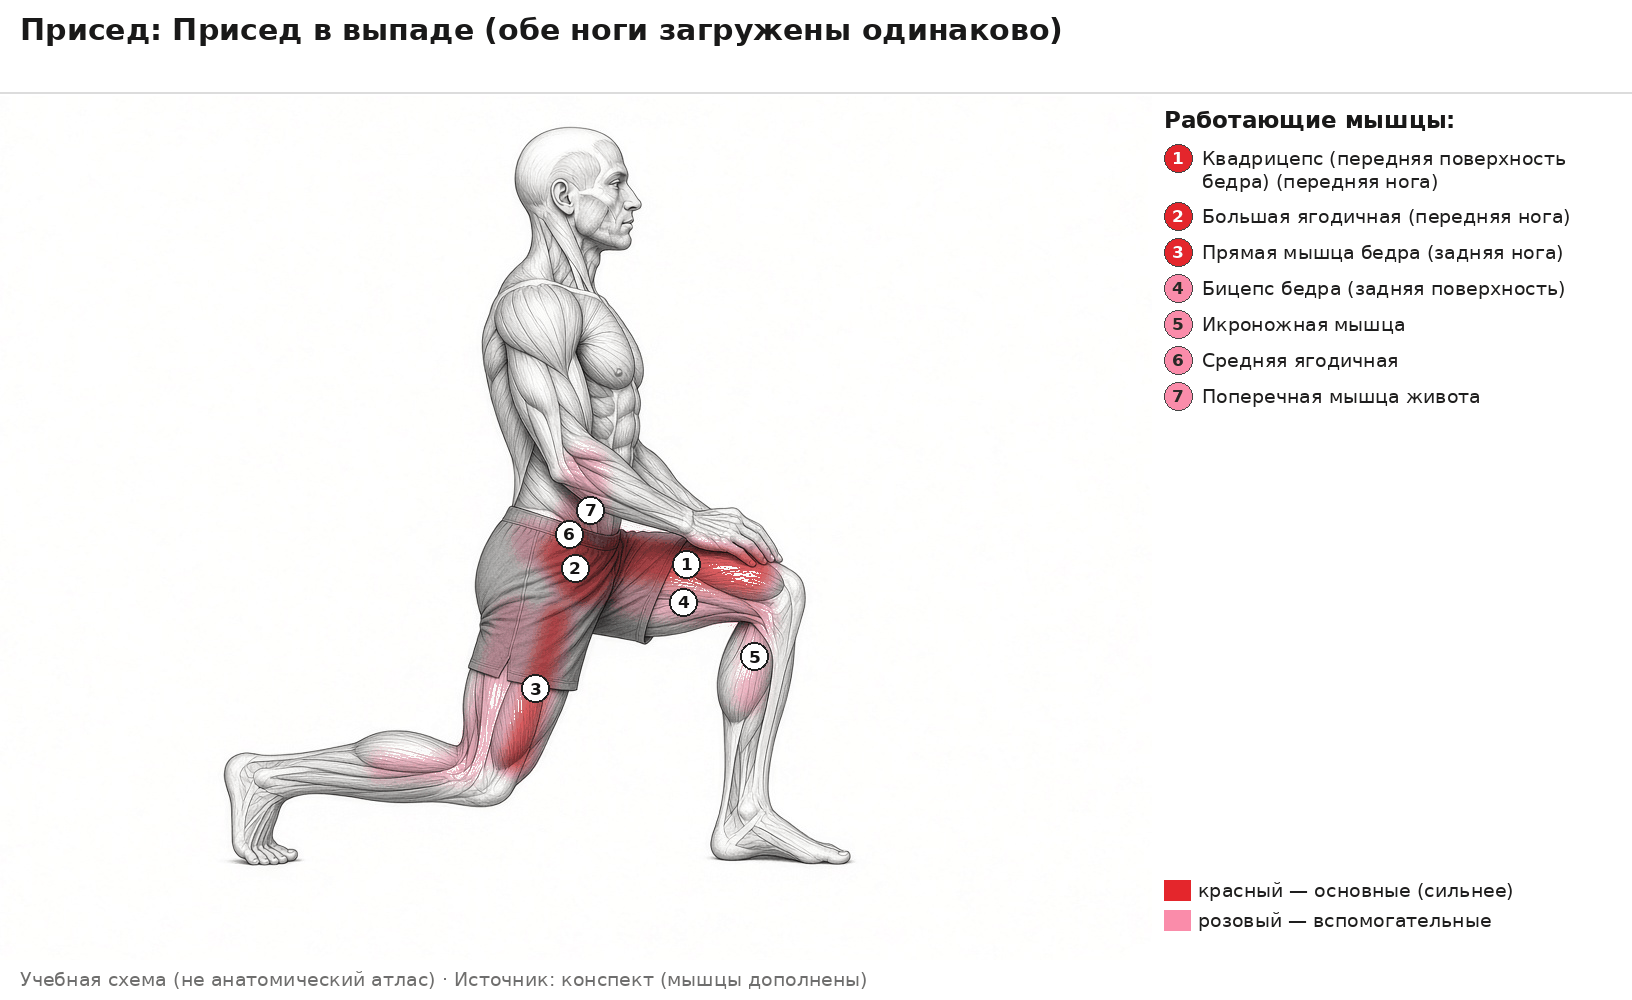 Присед: Присед в выпаде (обе ноги загружены одинаково)
Работающие мышцы:
1 Квадрицепс (передняя поверхность
бедра) (передняя нога)
2 Большая ягодичная (передняя нога)
3 Прямая мышца бедра (задняя нога)
4 Бицепс бедра (задняя поверхность)
5 Икроножная мышца
6 Средняя ягодичная
7 Поперечная мышца живота
7
6
2
1
4
5
3
красный — основные (сильнее)
розовый — вспомогательные
Учебная схема (не анатомический атлас) · Источник: конспект (мышцы дополнены)